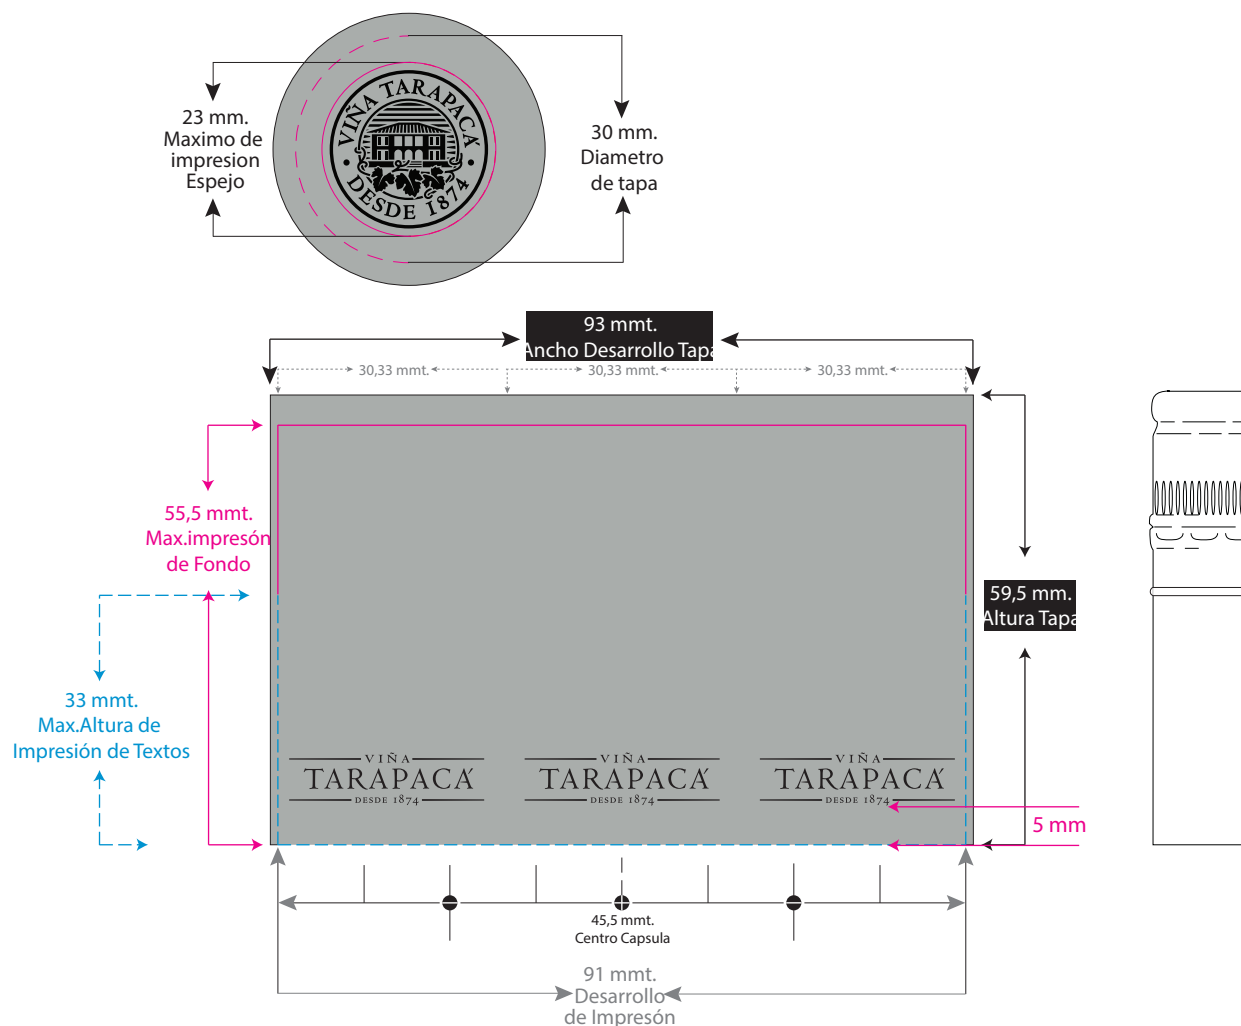 VIÑA TARAPACÁ
DESDE 1874
23 mm.
Maximo de
impresion
Espejo
30 mm.
Diametro
de tapa
93 mmt.
Ancho Desarrollo Tapa
30,33 mmt.
30,33 mmt.
30,33 mmt.
55,5 mmt.
Max.impresón
de Fondo
59,5 mm.
Altura Tapa
33 mmt.
Max.Altura de
Impresión de Textos
VIÑA
TARAPACÁ
DESDE 1874
VIÑA
TARAPACÁ
DESDE 1874
VIÑA
TARAPACÁ
DESDE 1874
5 mm
45,5 mmt.
Centro Capsula
91 mmt.
Desarrollo
de Impresón